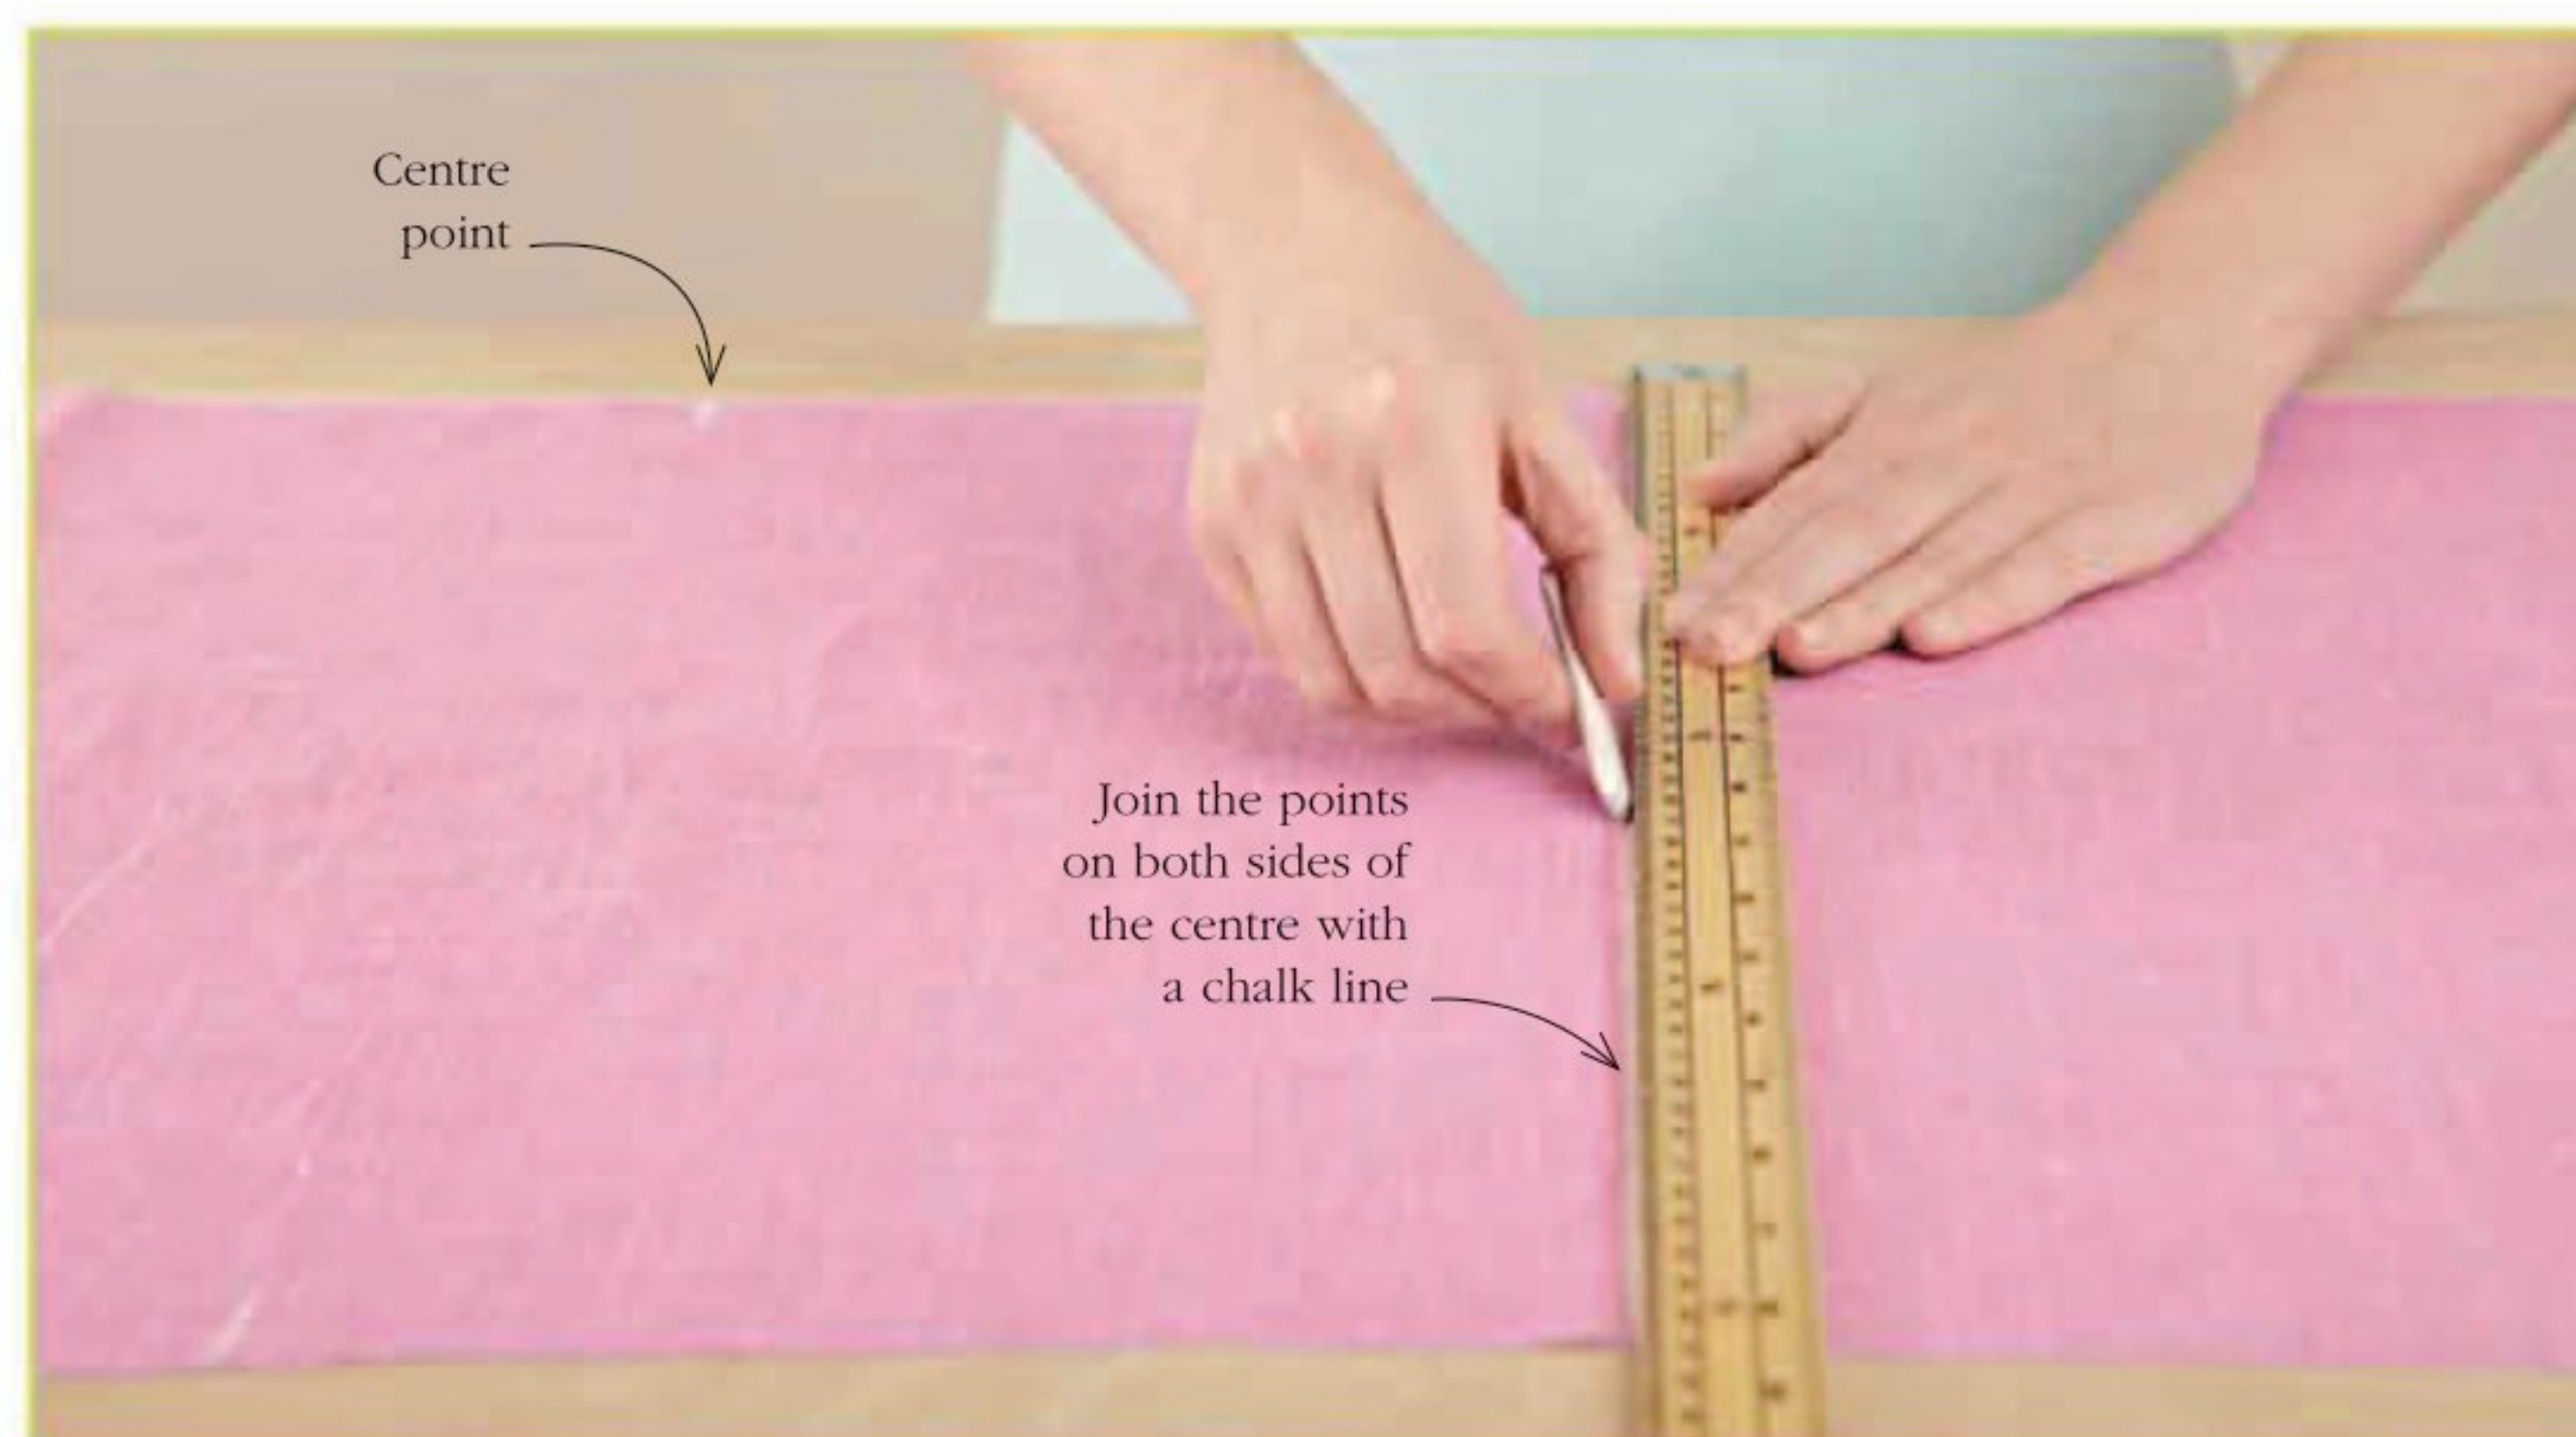 Centre
point
Join the points
on both sides of
the centre with
a chalk line